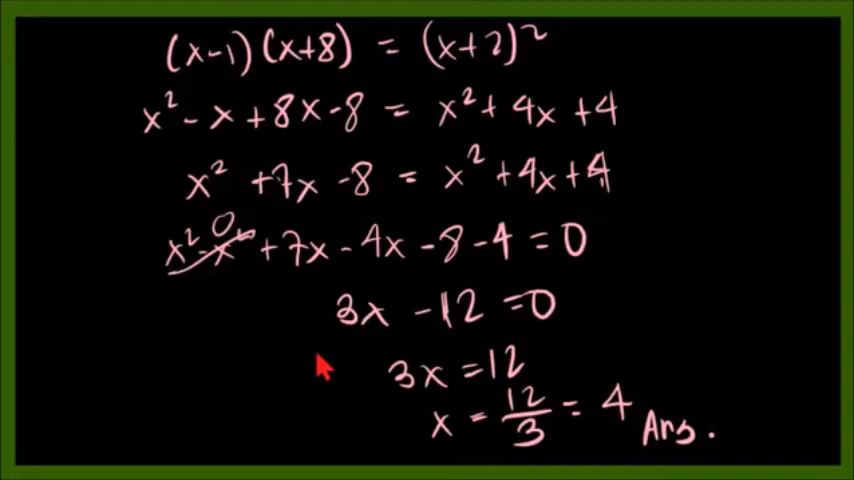 (x-1)(x+8) = (x+2)²
x² - x + 8x - 8 = x² + 4x + 4
x² + 7x - 8 = x² + 4x + 4
x² - x² 0 + 7x - 4x - 8 - 4 = 0
3x - 12 = 0
3x = 12
x = 12/3 = 4 Ans.